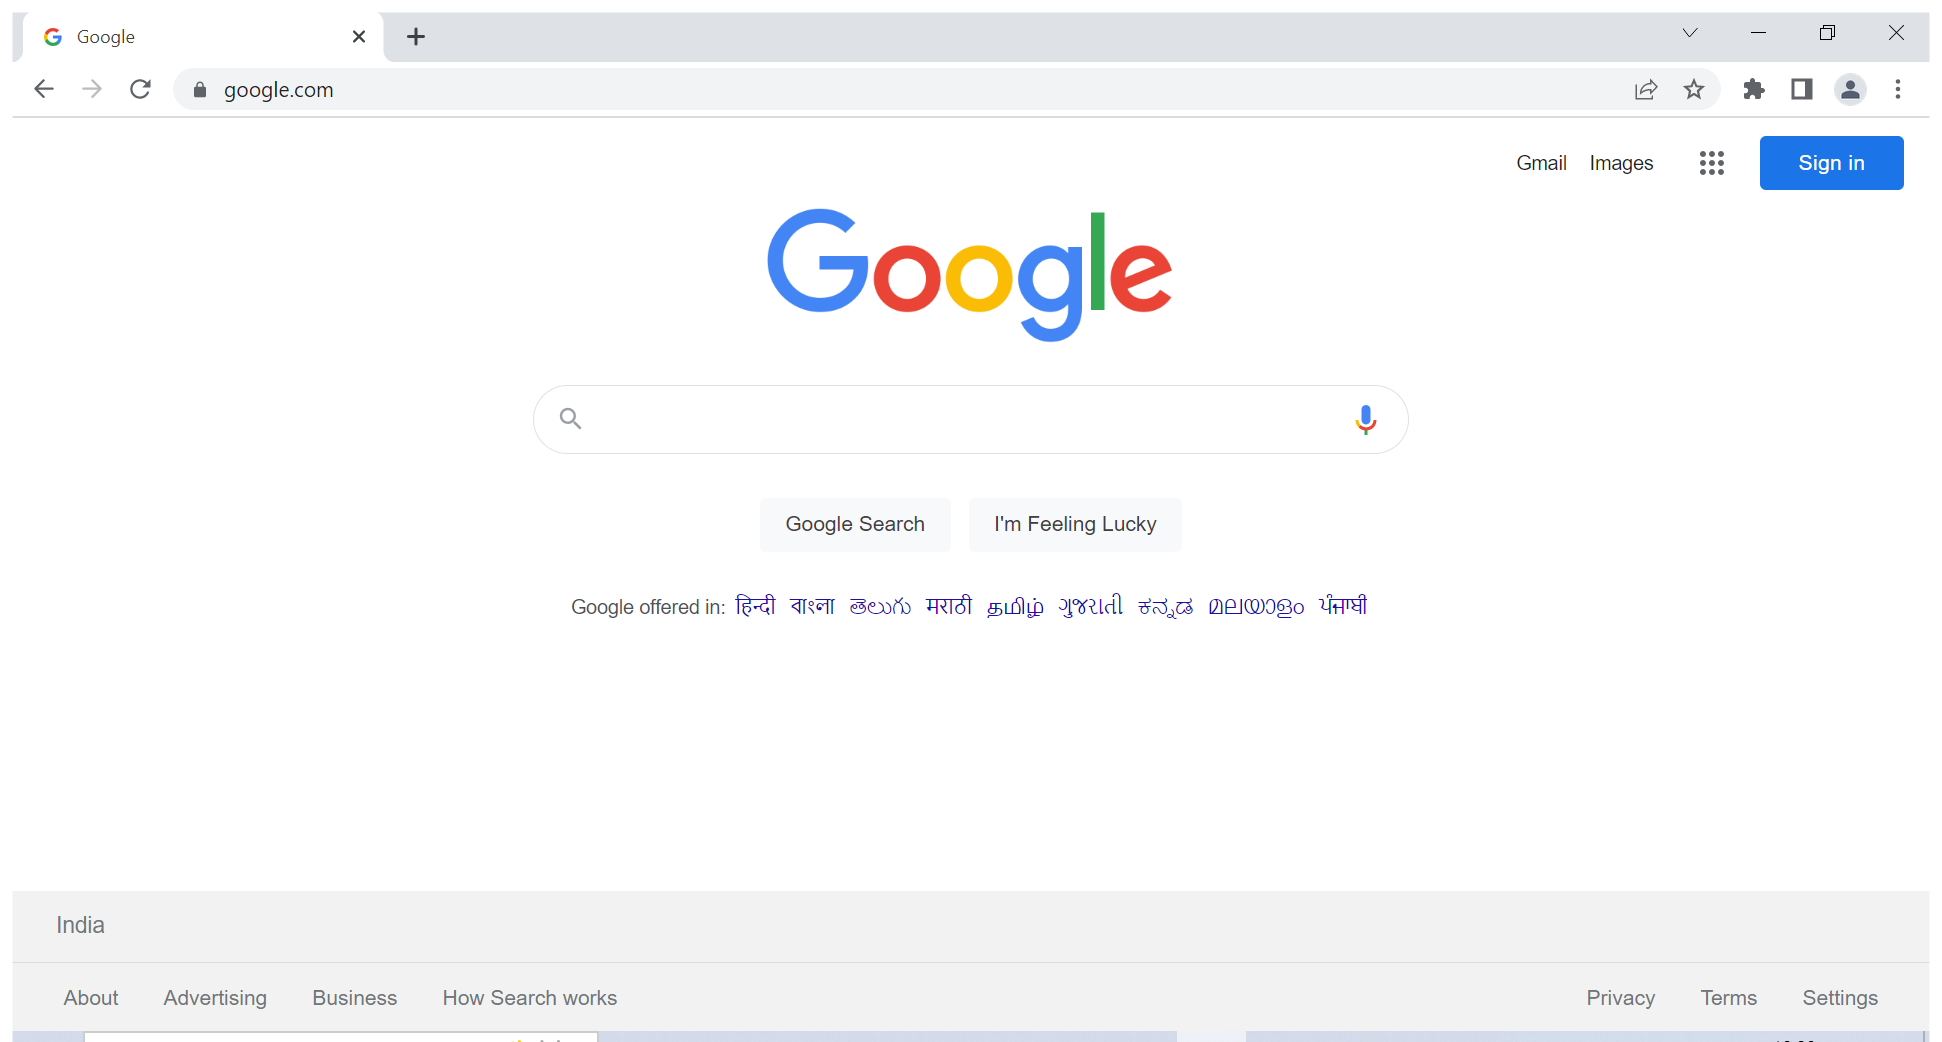 Google
google.com
Gmail Images Sign in
Google
Google Search I'm Feeling Lucky
Google offered in: हिन्दी বাংলা తెలుగు मराठी தமிழ் ગુજરાતી ಕನ್ನಡ മലയാളം ਪੰਜਾਬੀ
India
About Advertising Business How Search works Privacy Terms Settings